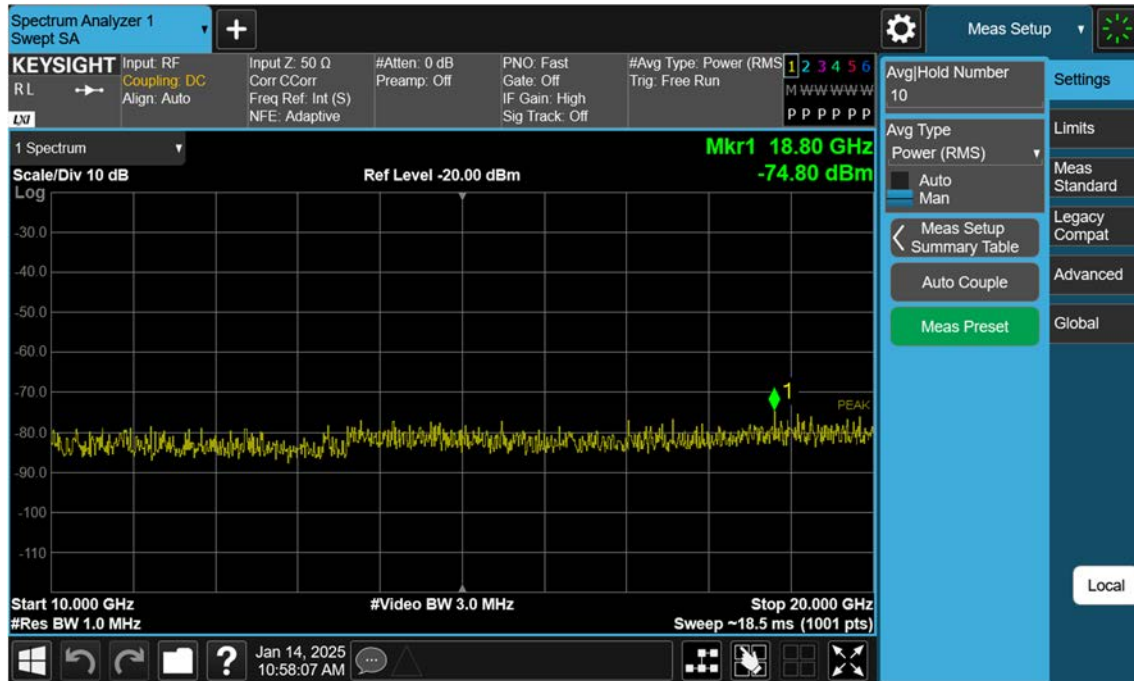 Spectrum Analyzer 1
Swept SA
+
Meas Setup
KEYSIGHT
RL
LXI
Input: RF
Coupling: DC
Align: Auto
Input Z: 50 Ω
Corr CCorr
Freq Ref: Int (S)
NFE: Adaptive
#Atten: 0 dB
Preamp: Off
PNO: Fast
Gate: Off
IF Gain: High
Sig Track: Off
#Avg Type: Power (RMS
Trig: Free Run
1 2 3 4 5 6
M W W W W W
P P P P P P
1 Spectrum
Scale/Div 10 dB
Log
Ref Level -20.00 dBm
Mkr1 18.80 GHz
-74.80 dBm
-30.0
-40.0
-50.0
-60.0
-70.0
-80.0
-90.0
-100
-110
1
PEAK
Start 10.000 GHz
#Res BW 1.0 MHz
#Video BW 3.0 MHz
Stop 20.000 GHz
Sweep ~18.5 ms (1001 pts)
Avg|Hold Number
10
Avg Type
Power (RMS)
Auto
Man
Meas Setup
Summary Table
Auto Couple
Meas Preset
Settings
Limits
Meas
Standard
Legacy
Compat
Advanced
Global
Local
?
Jan 14, 2025
10:58:07 AM